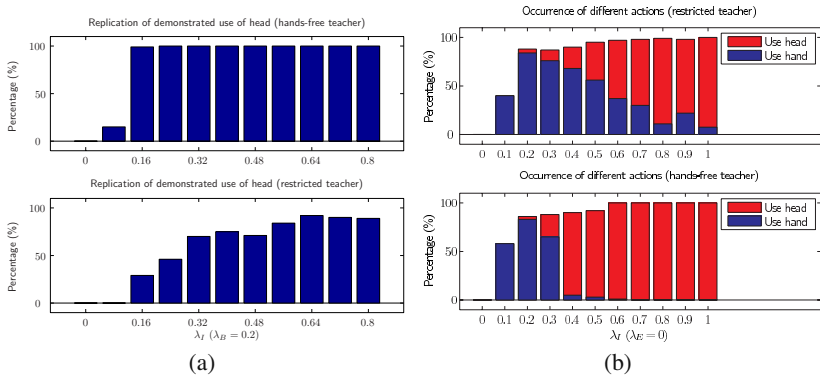 Replication of demonstrated use of head (hands-free teacher)
Percentage (%)
100
50
0
0 0.16 0.32 0.48 0.64 0.8
Replication of demonstrated use of head (restricted teacher)
Percentage (%)
100
50
0
0 0.16 0.32 0.48 0.64 0.8
λ_I (λ_B = 0.2)
(a)
Occurrence of different actions (restricted teacher)
Percentage (%)
100
50
0
Use head
Use hand
0 0.1 0.2 0.3 0.4 0.5 0.6 0.7 0.8 0.9 1
Occurrence of different actions (hands-free teacher)
Percentage (%)
100
50
0
Use head
Use hand
0 0.1 0.2 0.3 0.4 0.5 0.6 0.7 0.8 0.9 1
λ_I (λ_E = 0)
(b)